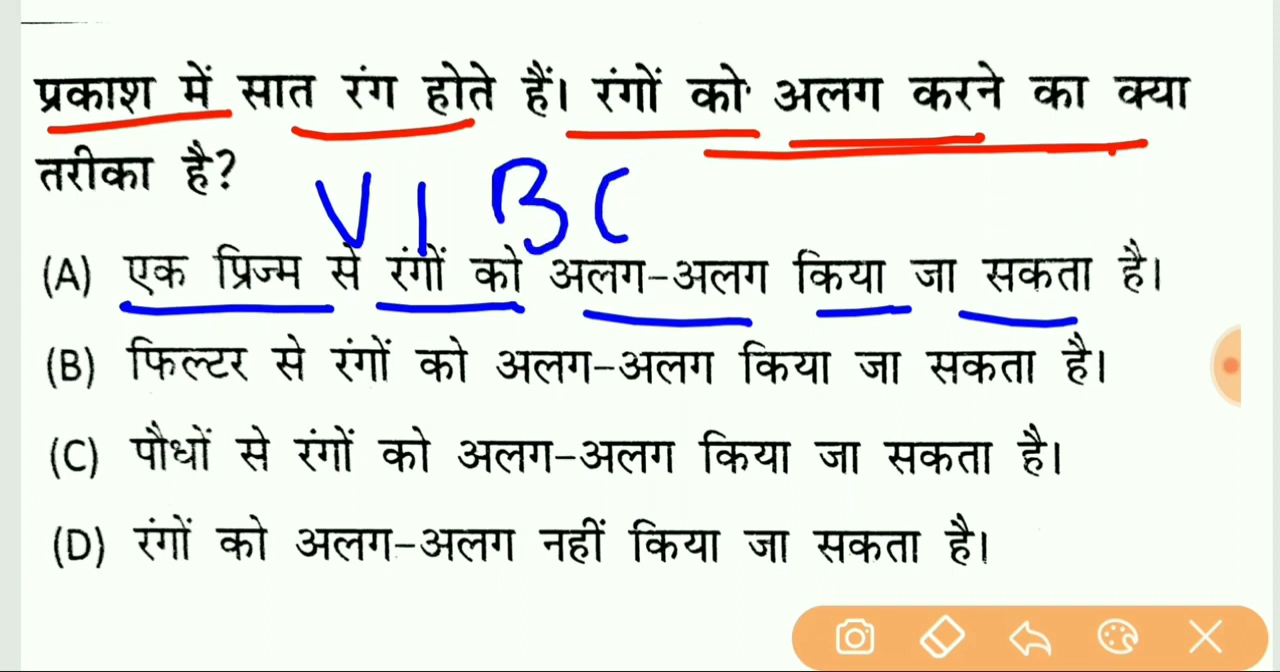 प्रकाश में सात रंग होते हैं। रंगों को अलग करने का क्या
तरीका है?
V I B C
(A) एक प्रिज्म से रंगों को अलग-अलग किया जा सकता है।
(B) फिल्टर से रंगों को अलग-अलग किया जा सकता है।
(C) पौधों से रंगों को अलग-अलग किया जा सकता है।
(D) रंगों को अलग-अलग नहीं किया जा सकता है।